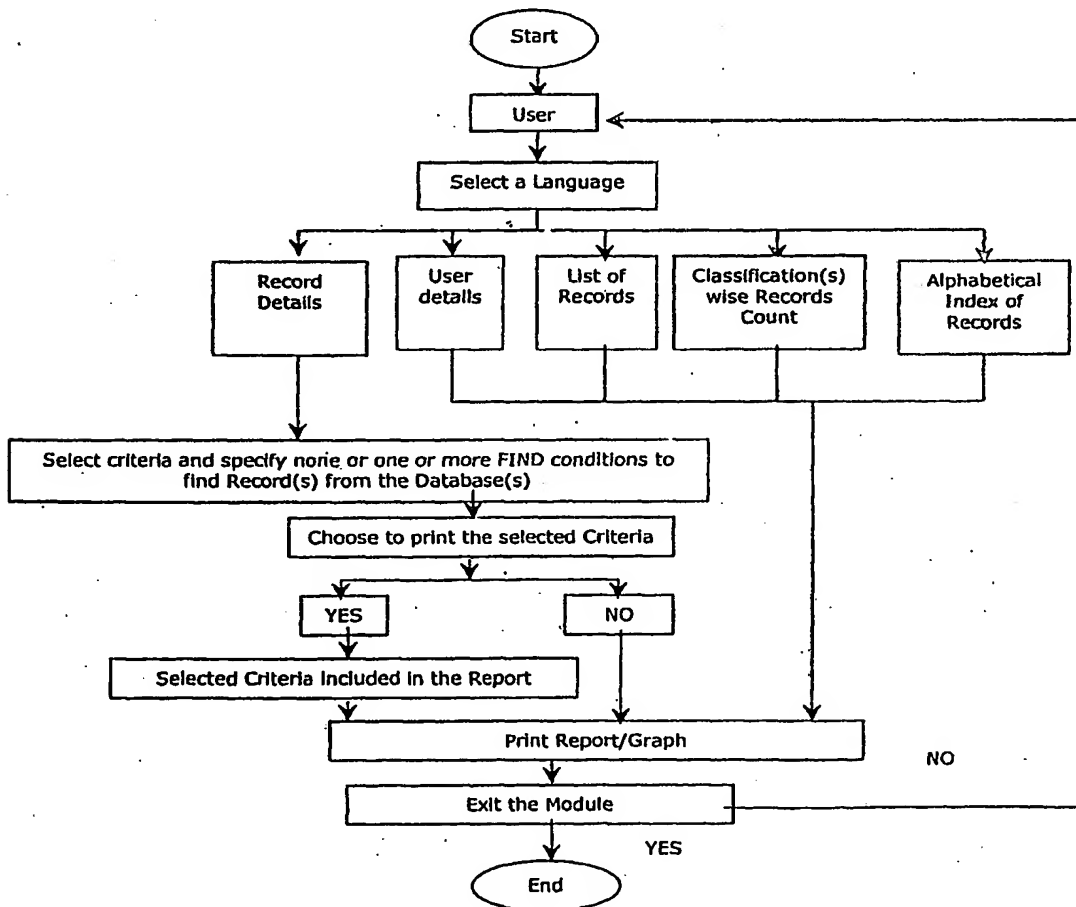 Start
User
Select a Language
Record
Details
User
details
List of
Records
Classification(s)
wise Records
Count
Alphabetical
Index of
Records
Select criteria and specify none or one or more FIND conditions to
find Record(s) from the Database(s)
Choose to print the selected Criteria
YES
NO
Selected Criteria Included in the Report
Print Report/Graph
NO
Exit the Module
YES
End